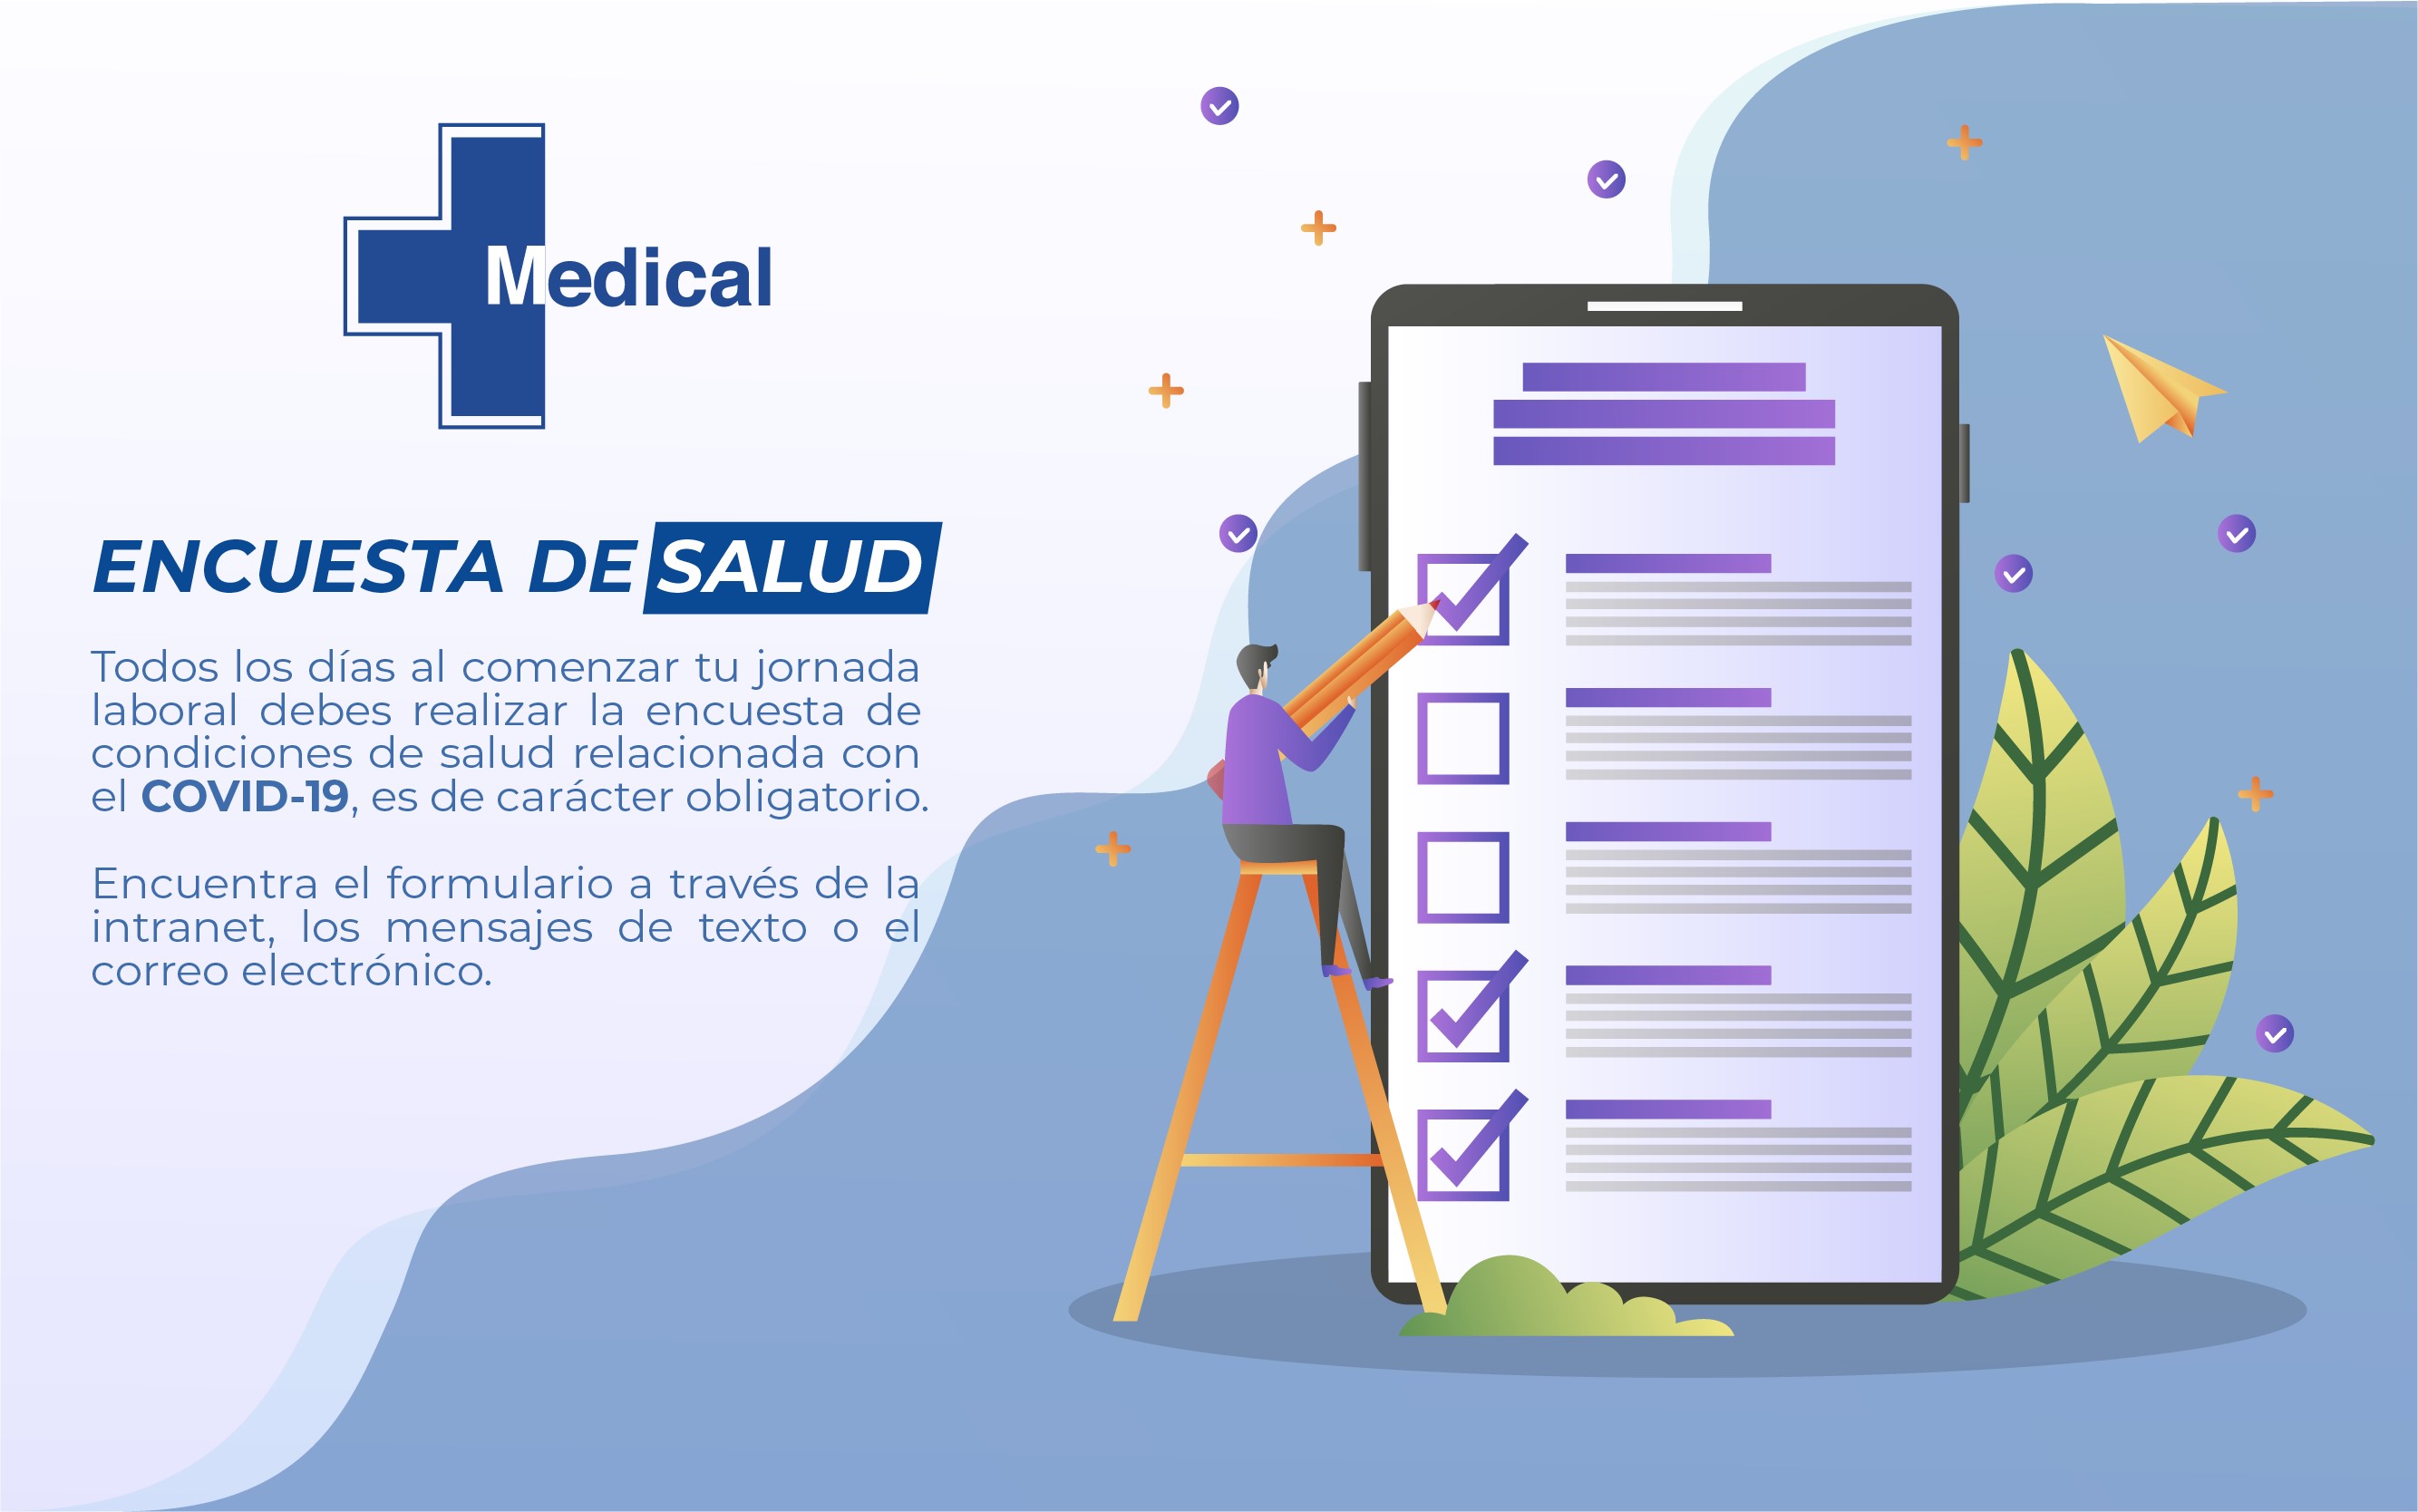 Medical
ENCUESTA DE SALUD
Todos los días al comenzar tu jornada
laboral debes realizar la encuesta de
condiciones de salud relacionada con
el COVID-19, es de carácter obligatorio.
Encuentra el formulario a través de la
intranet, los mensajes de texto o el
correo electrónico.